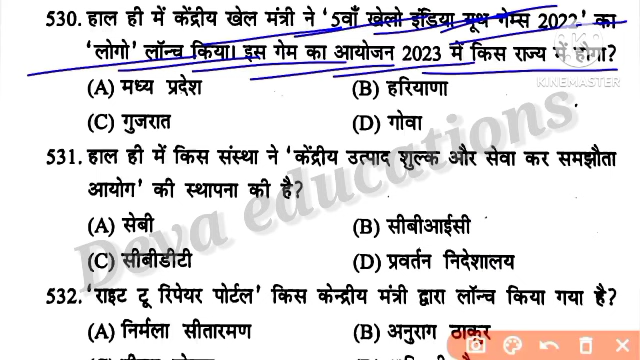 530. हाल ही में केंद्रीय खेल मंत्री ने '5वाँ खेलो इंडिया यूथ गेम्स 2022' का
'लोगो' लॉन्च किया। इस गेम का आयोजन 2023 में किस राज्य में होगा?
KINEMASTER
(A) मध्य प्रदेश (B) हरियाणा
(C) गुजरात (D) गोवा
531. हाल ही में किस संस्था ने 'केंद्रीय उत्पाद शुल्क और सेवा कर समझौता
आयोग' की स्थापना की है?
(A) सेबी (B) सीबीआईसी
(C) सीबीडीटी (D) प्रवर्तन निदेशालय
Deva educations
532. 'राइट टू रिपेयर पोर्टल' किस केन्द्रीय मंत्री द्वारा लॉन्च किया गया है?
(A) निर्मला सीतारमण (B) अनुराग ठाकुर